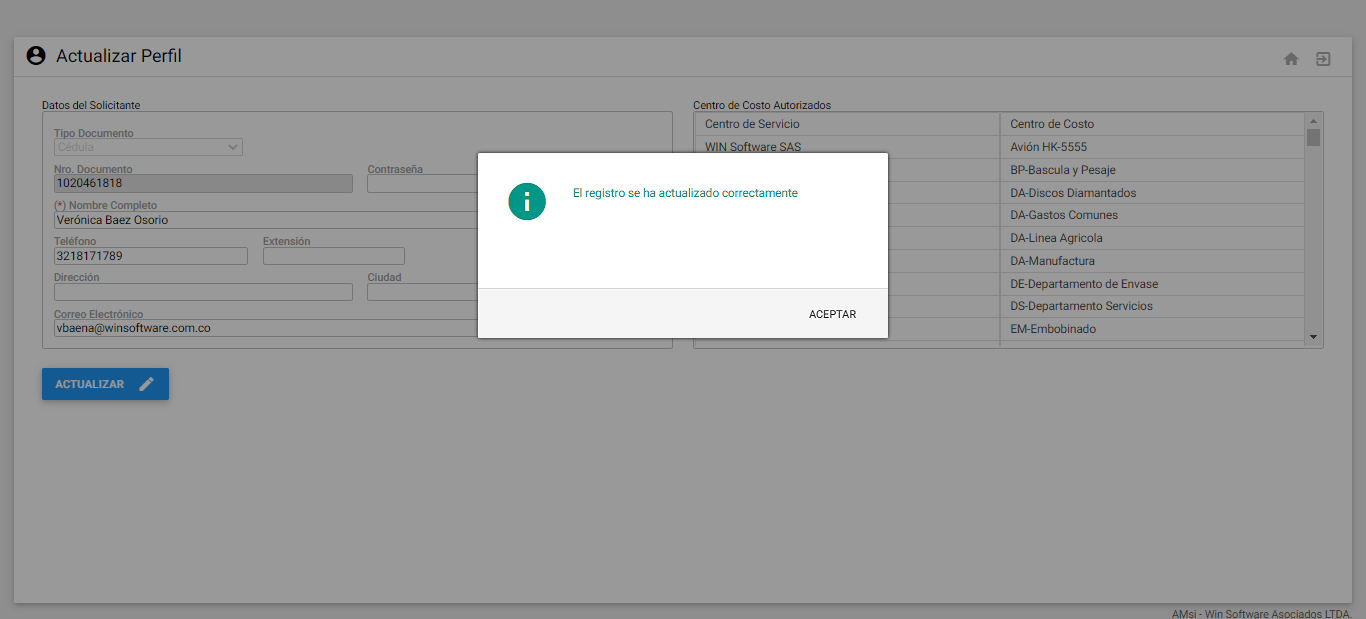 Actualizar Perfil
Datos del Solicitante
Tipo Documento
Cédula
Nro. Documento
Contraseña
1020461818
(*) Nombre Completo
Verónica Baez Osorio
Teléfono
Extensión
3218171789
Dirección
Ciudad
Correo Electrónico
vbaena@winsoftware.com.co
ACTUALIZAR
Centro de Costo Autorizados
Centro de Servicio
Centro de Costo
WIN Software SAS
Avión HK-5555
BP-Bascula y Pesaje
DA-Discos Diamantados
DA-Gastos Comunes
DA-Linea Agricola
DA-Manufactura
DE-Departamento de Envase
DS-Departamento Servicios
EM-Embobinado
El registro se ha actualizado correctamente
ACEPTAR
AMsi - Win Software Asociados LTDA.